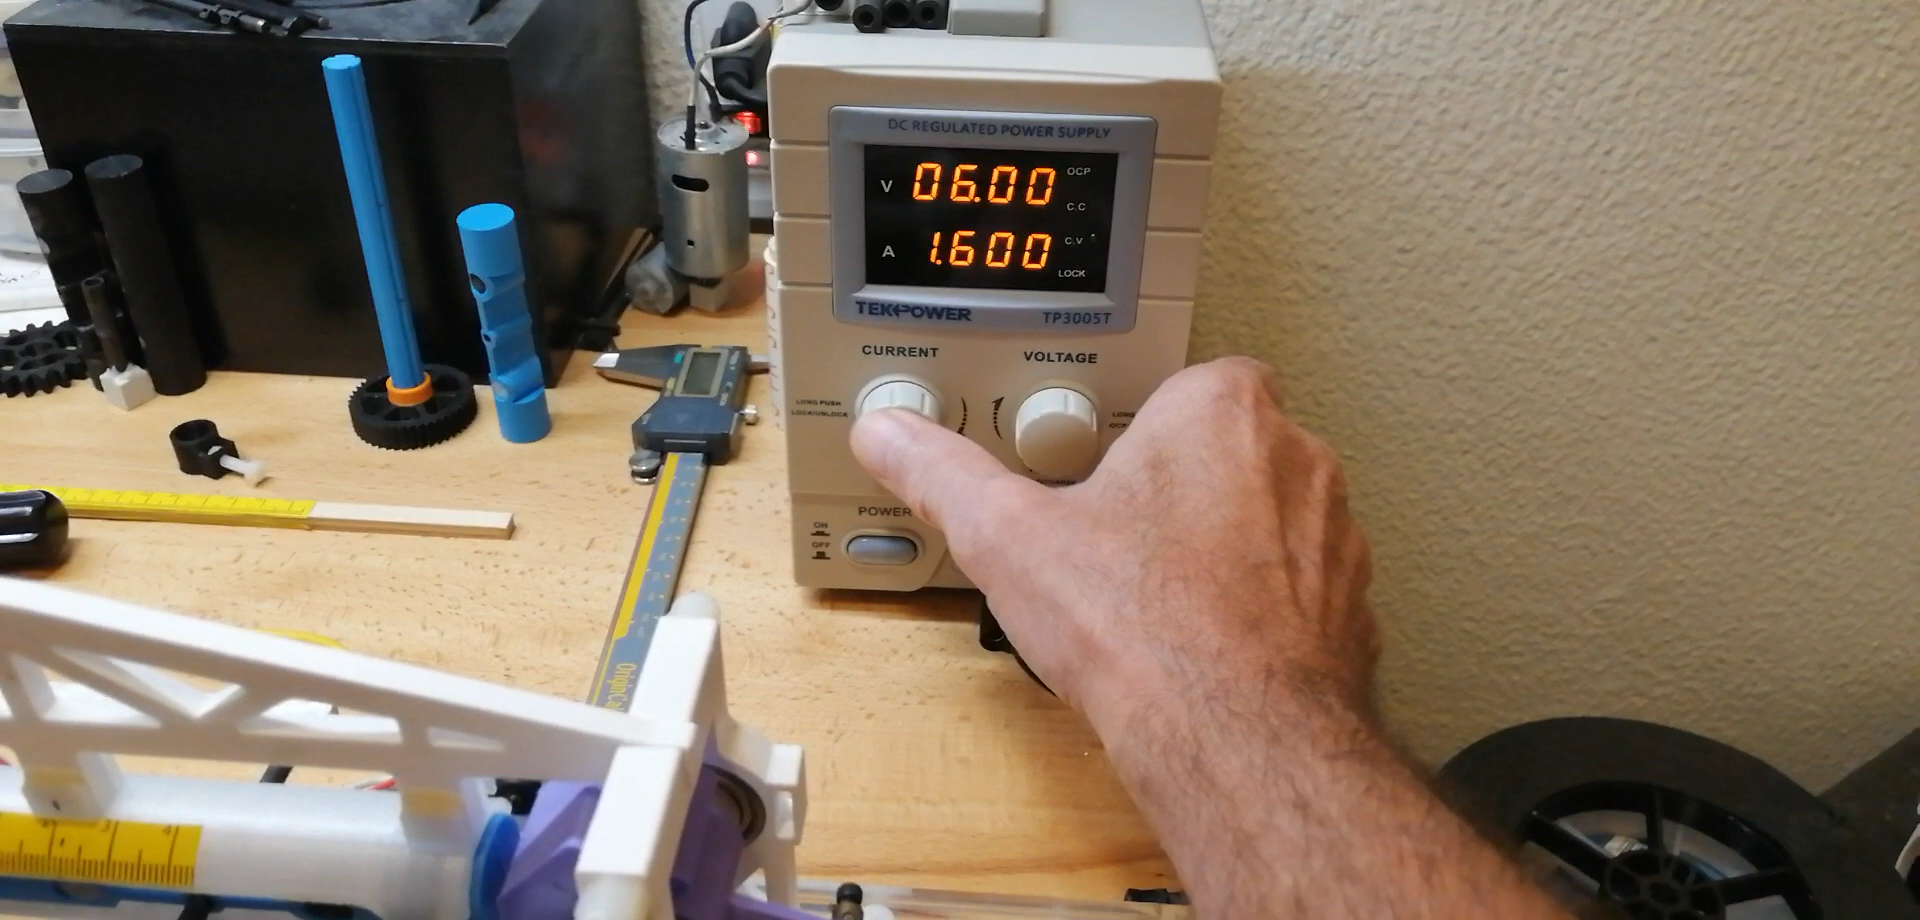 DC REGULATED POWER SUPPLY
V 06.00 OCP
C.C
A 1.600 C.V
LOCK
TEKPOWER TP3005T
CURRENT VOLTAGE
LONG PUSH
LOCK/UNLOCK
LONG
POWER
ON
OFF